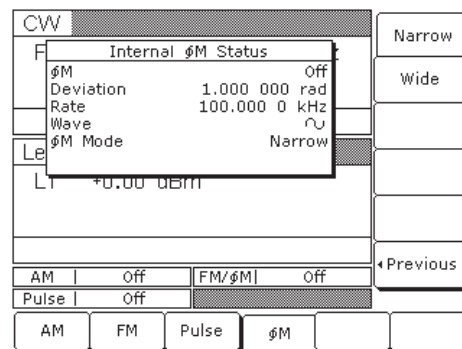 CW
Internal ϕM Status
ϕM Off
Deviation 1.000 000 rad
Rate 100.000 0 kHz
Wave
ϕM Mode Narrow
L1 +0.00 dBm
AM Off FM/ϕM Off
Pulse Off
AM FM Pulse ϕM
Narrow
Wide
Previous